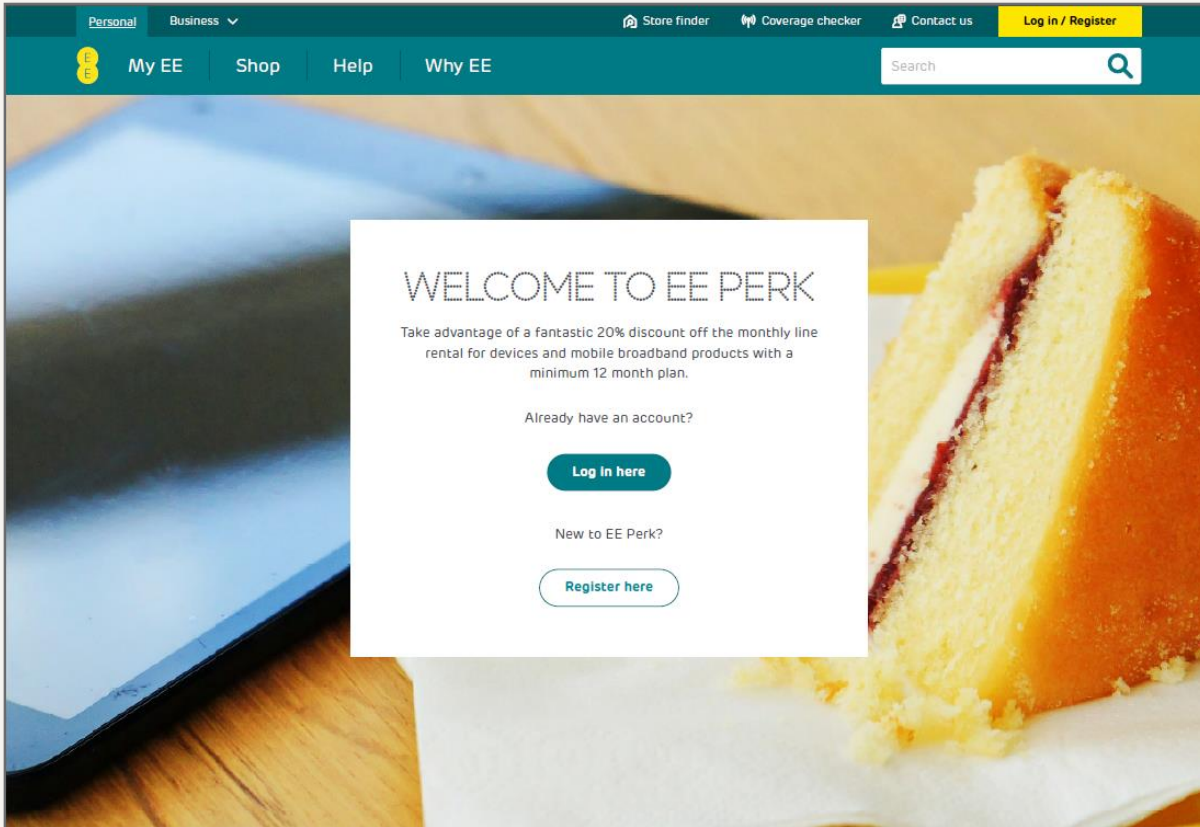 Personal
Business
Store finder
Coverage checker
Contact us
Log in / Register
E
E
My EE
Shop
Help
Why EE
Search
WELCOME TO EE PERK
Take advantage of a fantastic 20% discount off the monthly line
rental for devices and mobile broadband products with a
minimum 12 month plan.
Already have an account?
Log in here
New to EE Perk?
Register here